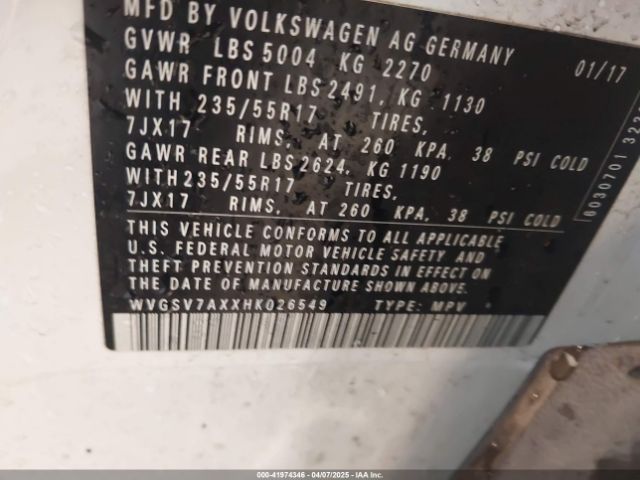 MFD BY VOLKSWAGEN AG GERMANY
GVWR LBS 5004 KG 2270 01/17
GAWR FRONT LBS 2491, KG 1130
WITH 235/55R17 TIRES,
7JX17 RIMS, AT 260 KPA, 38 PSI COLD
GAWR REAR LBS 2624, KG 1190
WITH 235/55R17 TIRES,
7JX17 RIMS, AT 260 KPA, 38 PSI COLD
THIS VEHICLE CONFORMS TO ALL APPLICABLE
U.S. FEDERAL MOTOR VEHICLE SAFETY AND
THEFT PREVENTION STANDARDS IN EFFECT ON
THE DATE OF MANUFACTURE SHOWN ABOVE.
WVGSV7AXXHK026549 TYPE: MPV
6030701
000-41974346 - 04/07/2025 - IAA Inc.